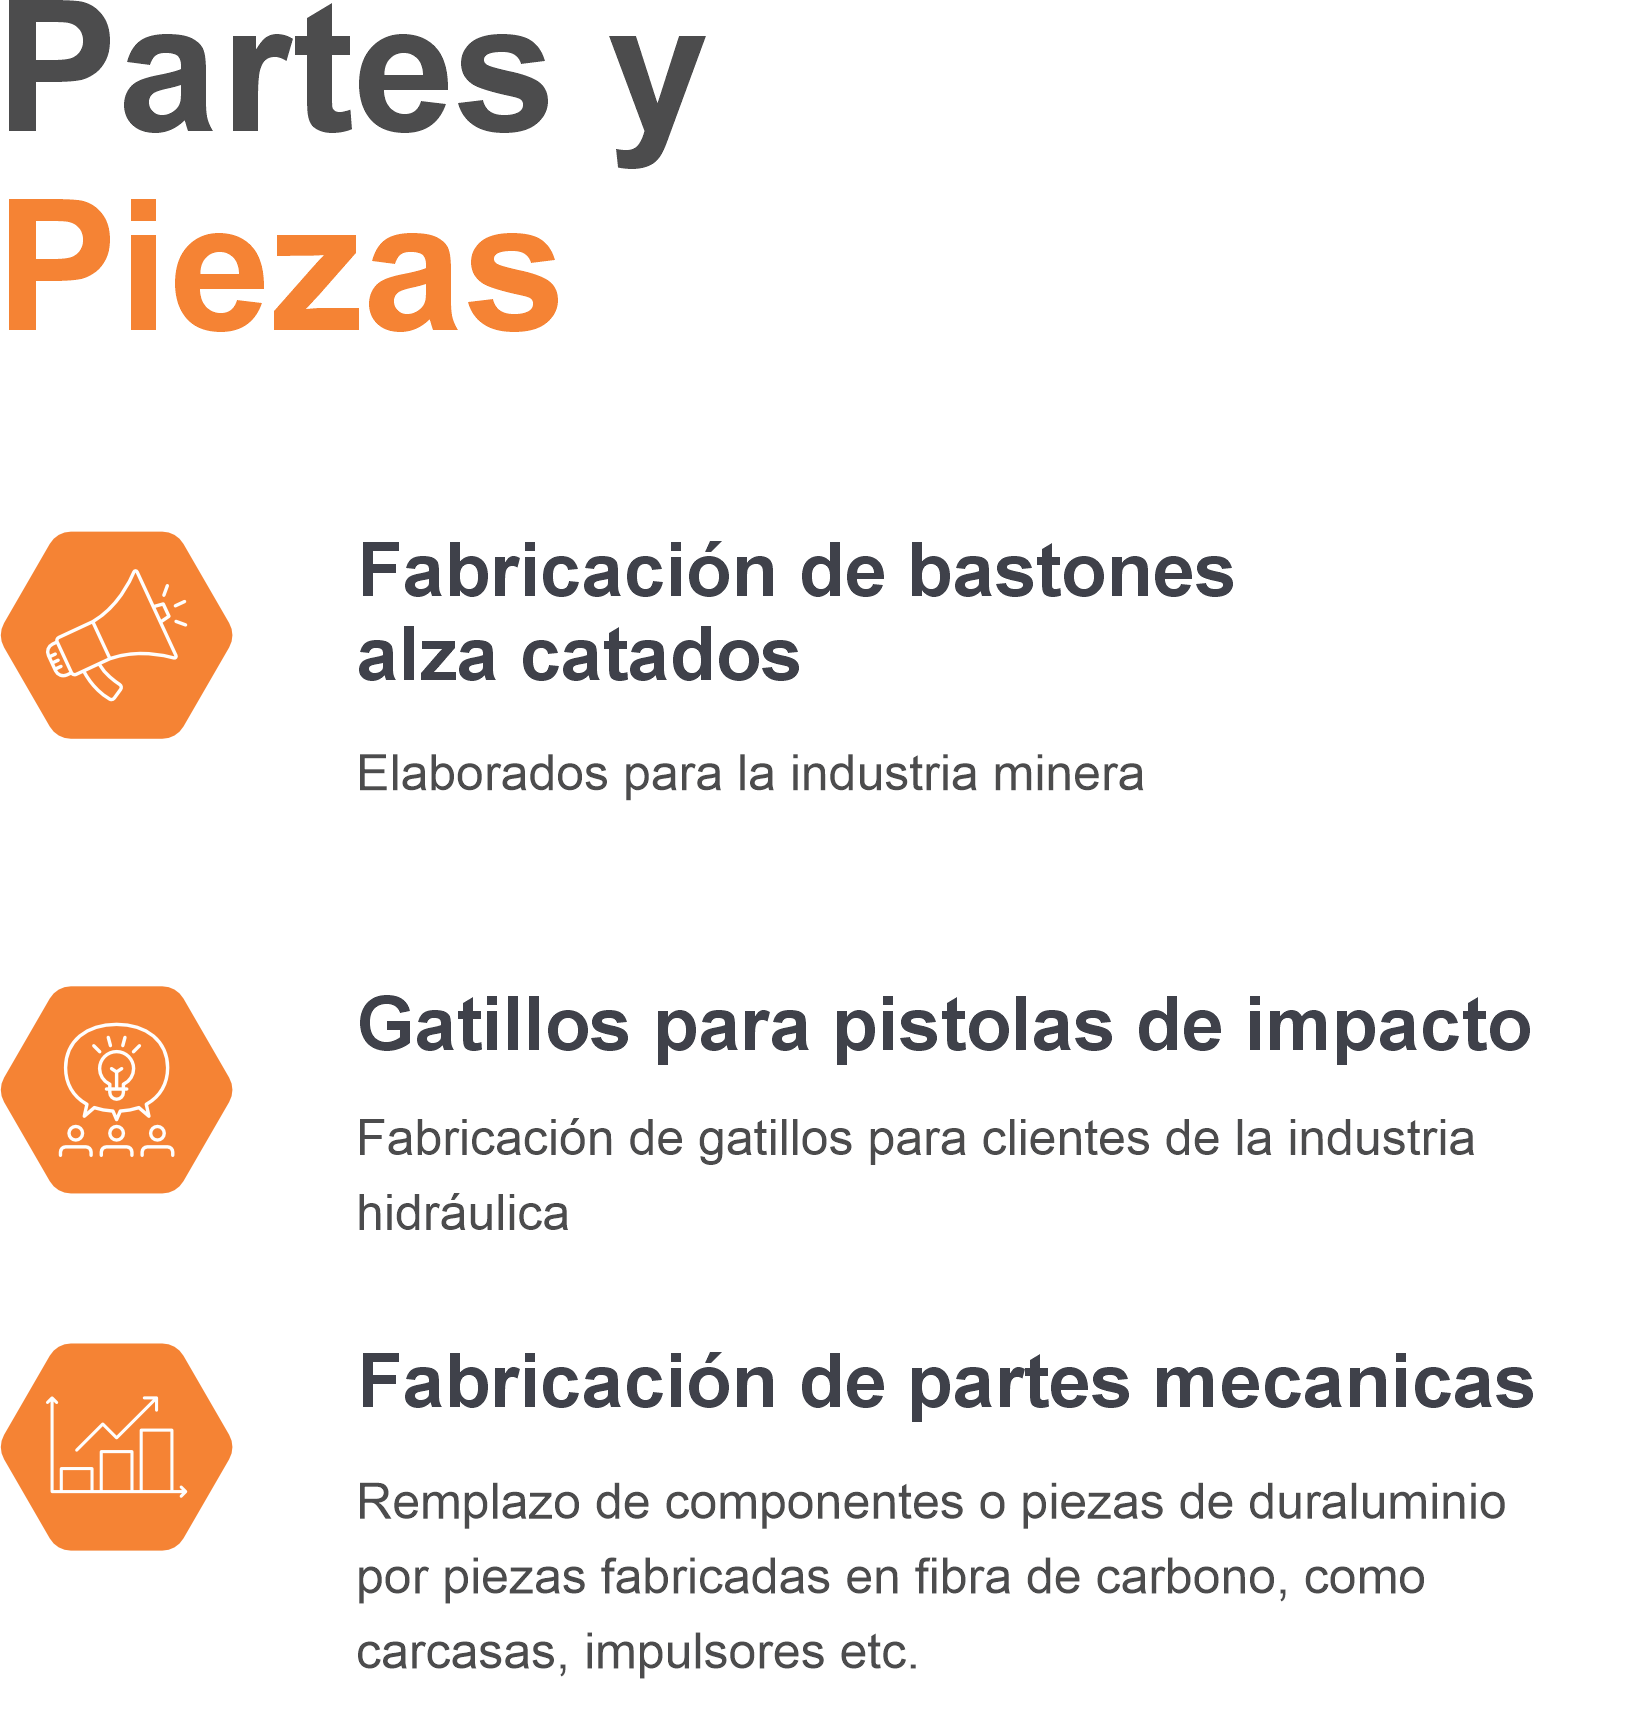 Partes y
Piezas
Fabricación de bastones
alza catados
Elaborados para la industria minera
Gatillos para pistolas de impacto
Fabricación de gatillos para clientes de la industria
hidráulica
Fabricación de partes mecanicas
Remplazo de componentes o piezas de duraluminio
por piezas fabricadas en fibra de carbono, como
carcasas, impulsores etc.